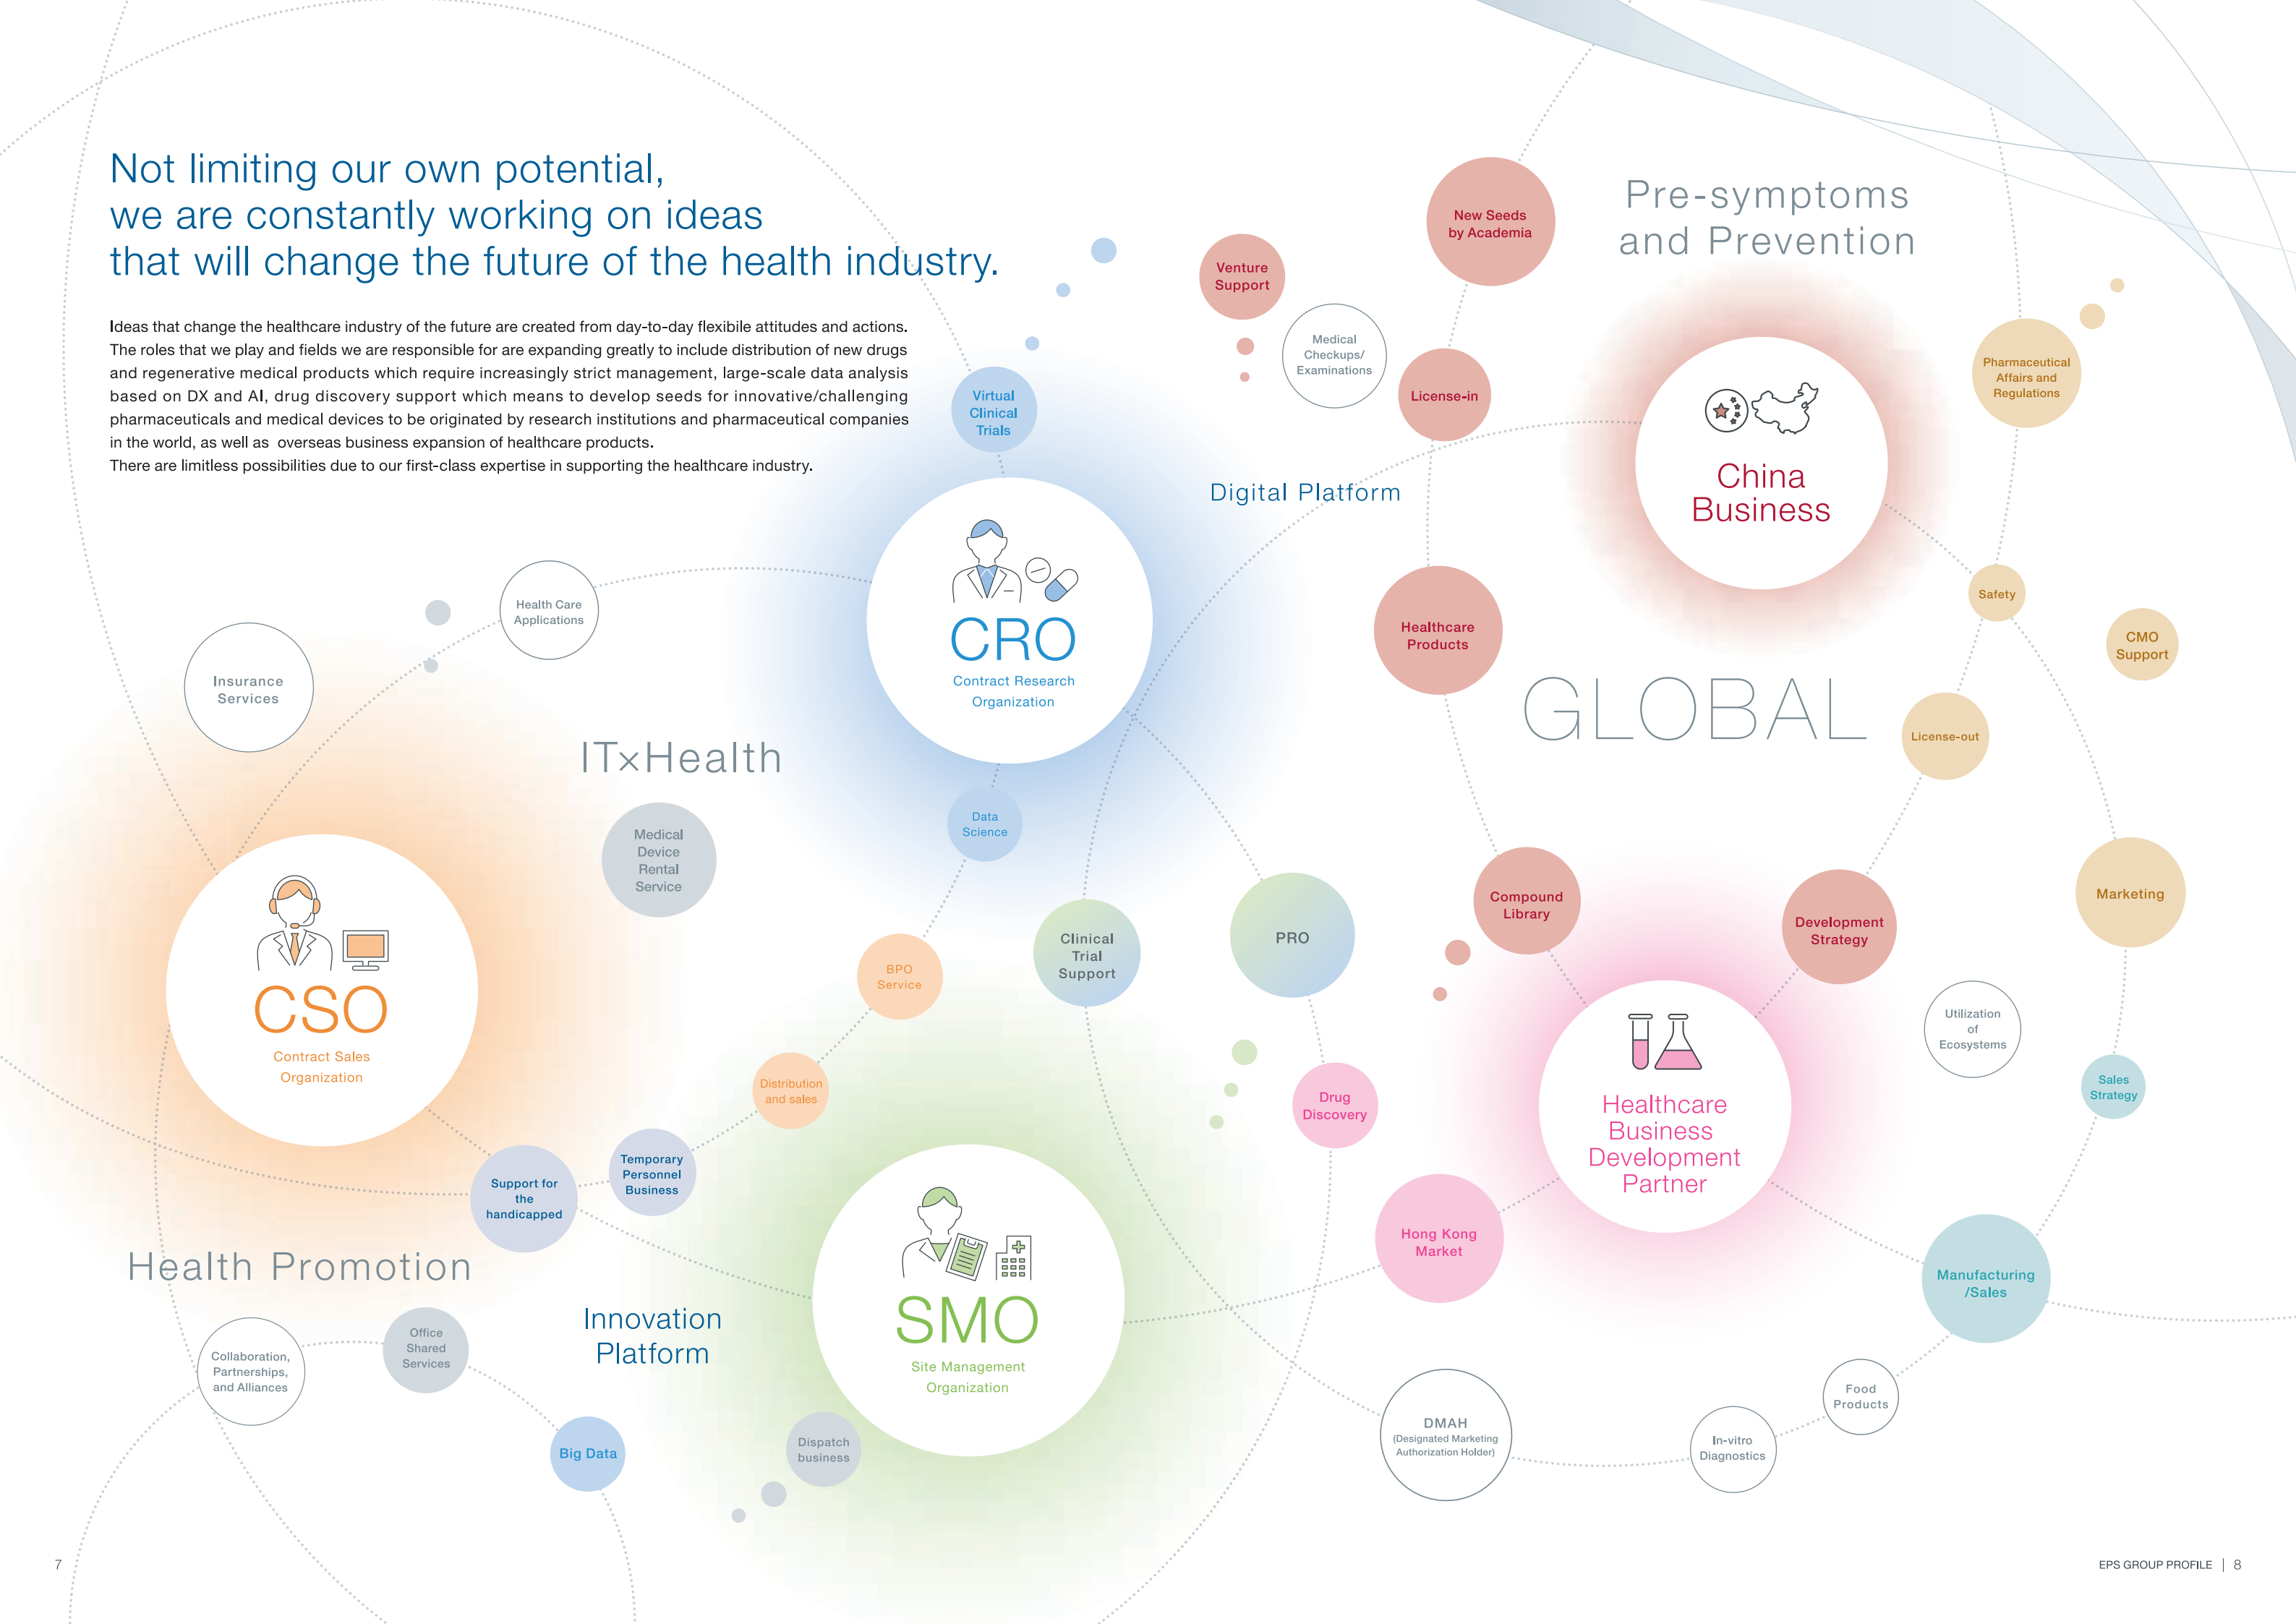 Not limiting our own potential,
we are constantly working on ideas
that will change the future of the health industry.
Ideas that change the healthcare industry of the future are created from day-to-day flexibile attitudes and actions.
The roles that we play and fields we are responsible for are expanding greatly to include distribution of new drugs
and regenerative medical products which require increasingly strict management, large-scale data analysis
based on DX and AI, drug discovery support which means to develop seeds for innovative/challenging
pharmaceuticals and medical devices to be originated by research institutions and pharmaceutical companies
in the world, as well as overseas business expansion of healthcare products.
There are limitless possibilities due to our first-class expertise in supporting the healthcare industry.
Virtual
Clinical
Trials
CRO
Contract Research
Organization
Data
Science
Health Care
Applications
Insurance
Services
ITxHealth
Medical
Device
Rental
Service
CSO
Contract Sales
Organization
BPO
Service
Distribution
and sales
Temporary
Personnel
Business
Support for
the
handicapped
Health Promotion
Collaboration,
Partnerships,
and Alliances
Office
Shared
Services
Innovation
Platform
Big Data
SMO
Site Management
Organization
Dispatch
business
Clinical
Trial
Support
PRO
Venture
Support
Medical
Checkups/
Examinations
New Seeds
by Academia
License-in
Digital Platform
Pre-symptoms
and Prevention
China
Business
Pharmaceutical
Affairs and
Regulations
Safety
CMO
Support
Healthcare
Products
GLOBAL
License-out
Compound
Library
Development
Strategy
Marketing
Utilization
of
Ecosystems
Sales
Strategy
Drug
Discovery
Healthcare
Business
Development
Partner
Hong Kong
Market
Manufacturing
/Sales
DMAH
(Designated Marketing
Authorization Holder)
In-vitro
Diagnostics
Food
Products
7
EPS GROUP PROFILE | 8